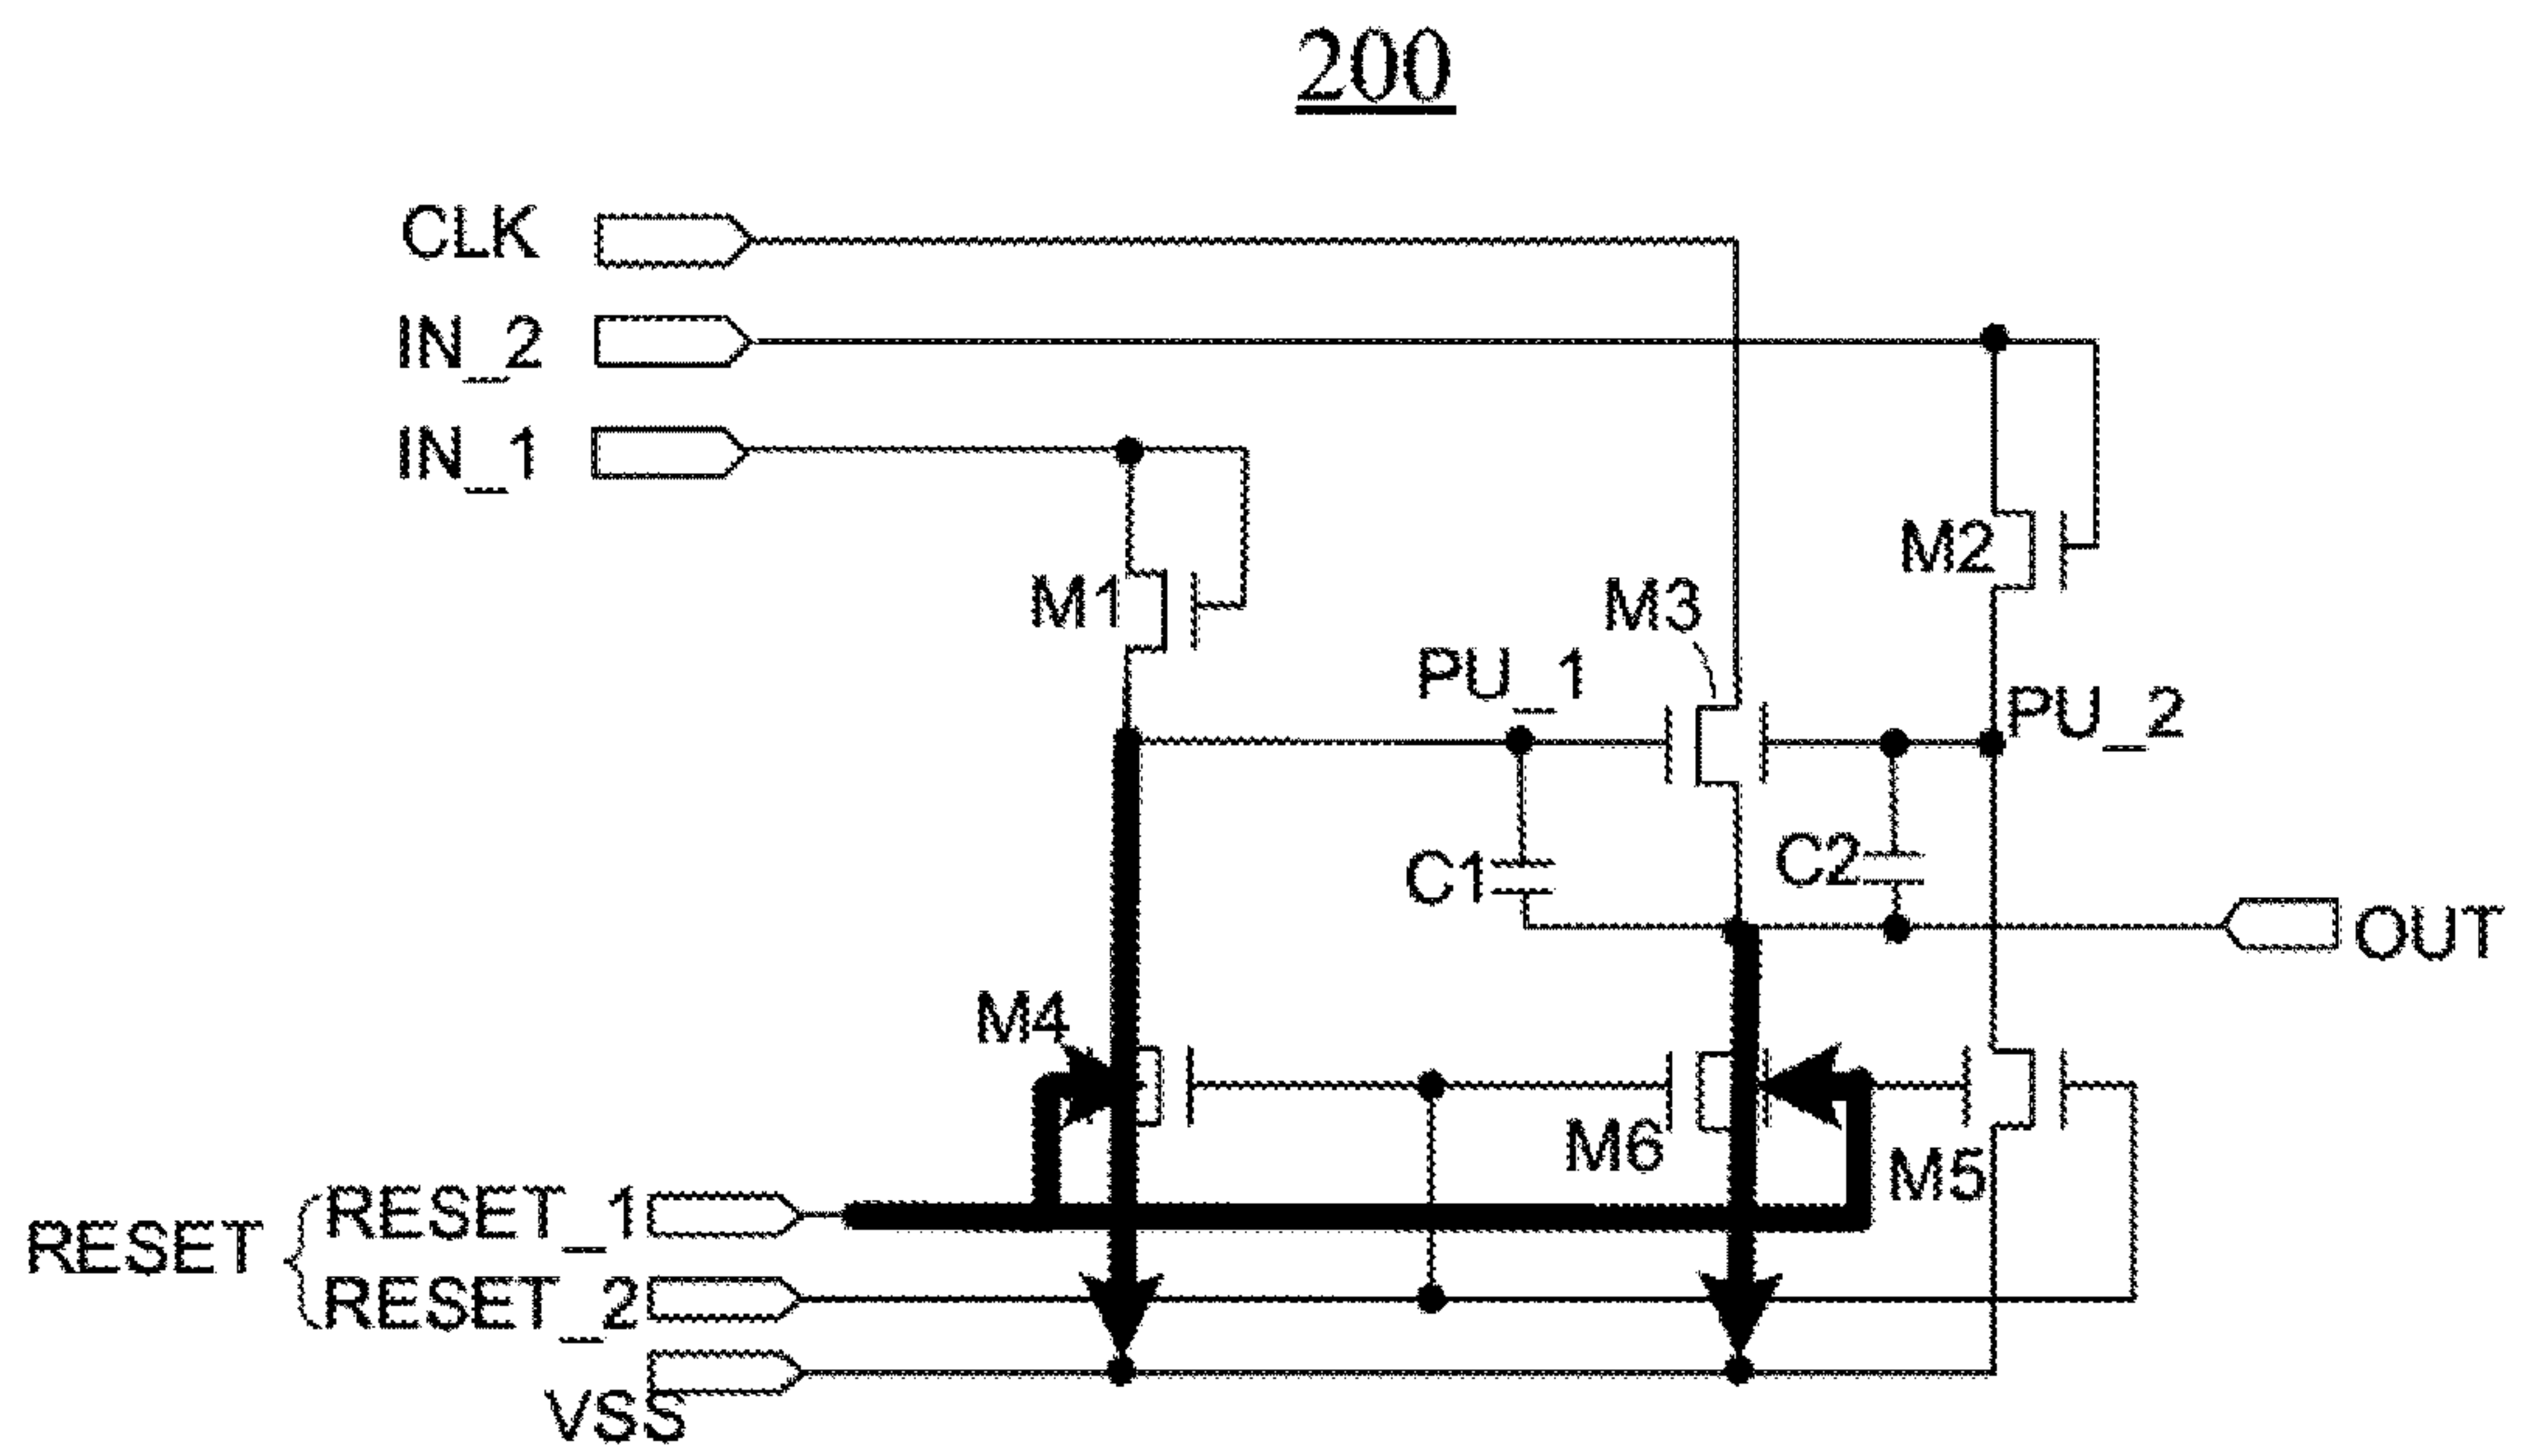 200
CLK
IN_2
IN_1
M1
M2
M3
PU_1
PU_2
C1
C2
OUT
M4
M6
M5
RESET
RESET_1
RESET_2
VSS